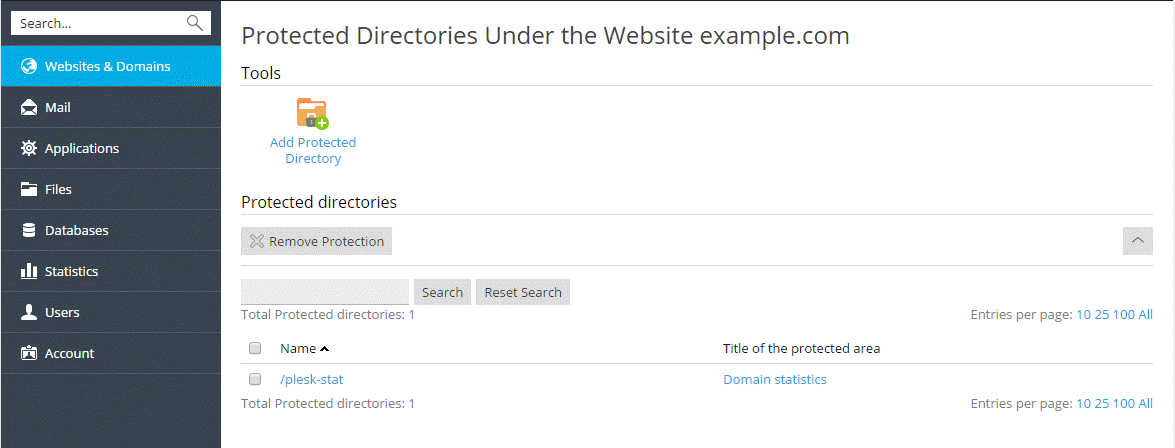 Search...
Websites & Domains
Mail
Applications
Files
Databases
Statistics
Users
Account
Protected Directories Under the Website example.com
Tools
Add Protected
Directory
Protected directories
Remove Protection
Search Reset Search
Total Protected directories: 1 Entries per page: 10 25 100 All
Name Title of the protected area
/plesk-stat Domain statistics
Total Protected directories: 1 Entries per page: 10 25 100 All